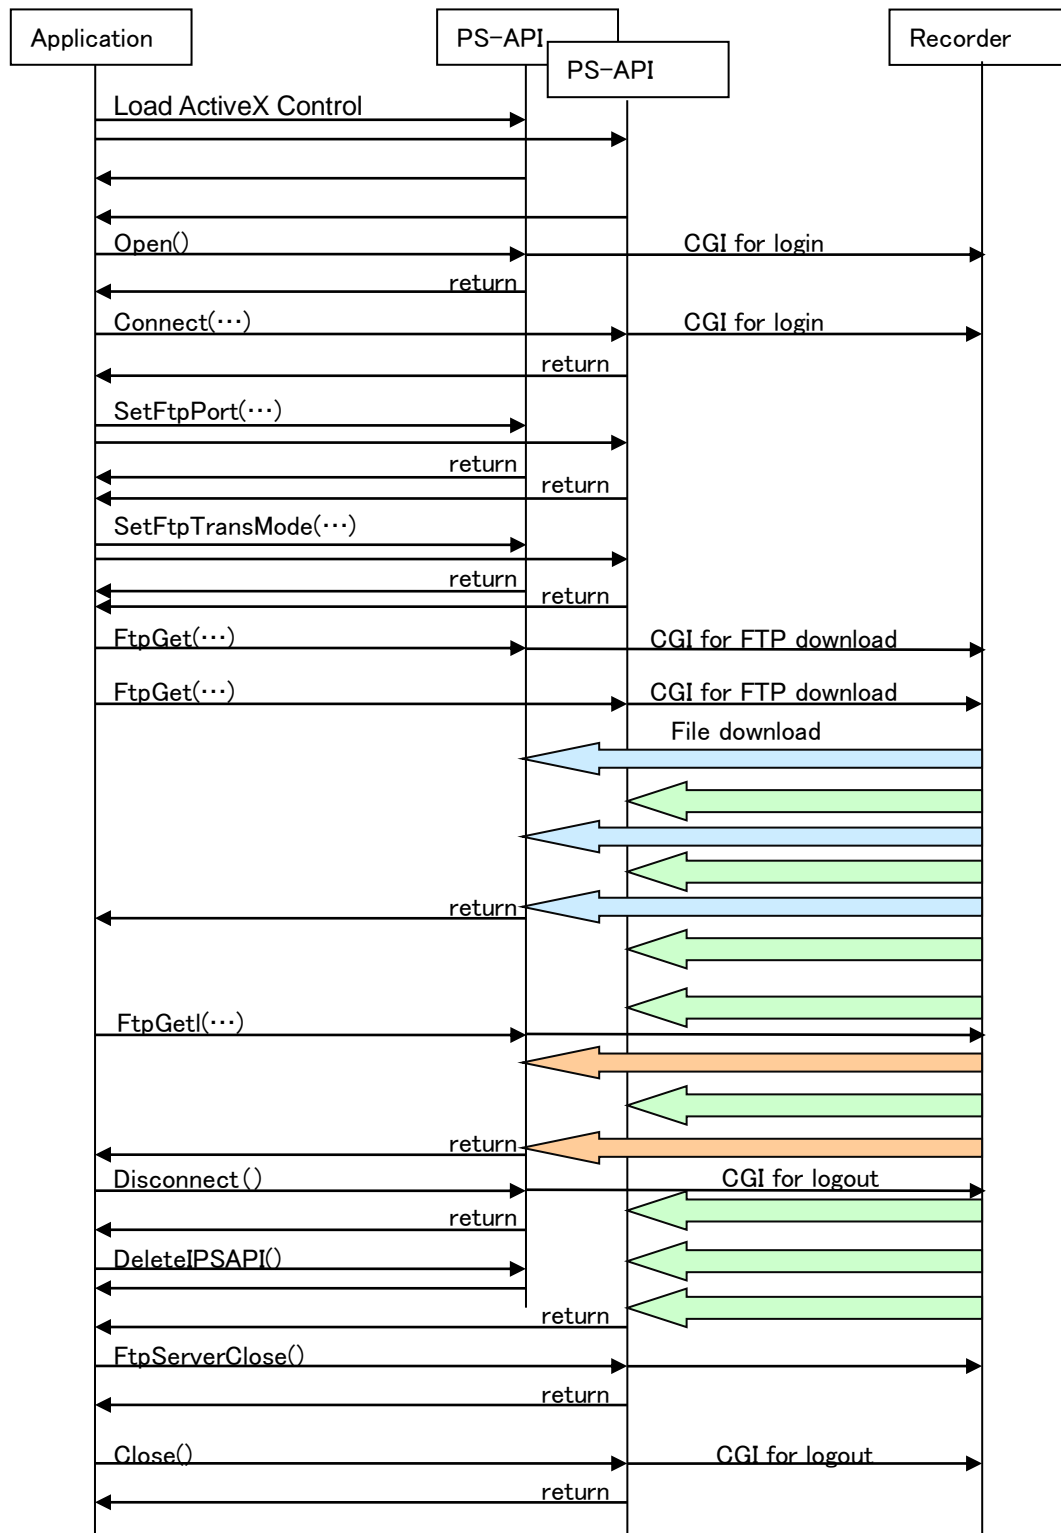 Application
PS-API
PS-API
Recorder
Load ActiveX Control
Open()
CGI for login
return
Connect(···)
CGI for login
return
SetFtpPort(···)
return
return
SetFtpTransMode(···)
return
return
FtpGet(···)
CGI for FTP download
FtpGet(···)
CGI for FTP download
File download
return
FtpGetl(···)
return
Disconnect()
CGI for logout
return
DeleteIPSAPI()
return
FtpServerClose()
return
Close()
CGI for logout
return